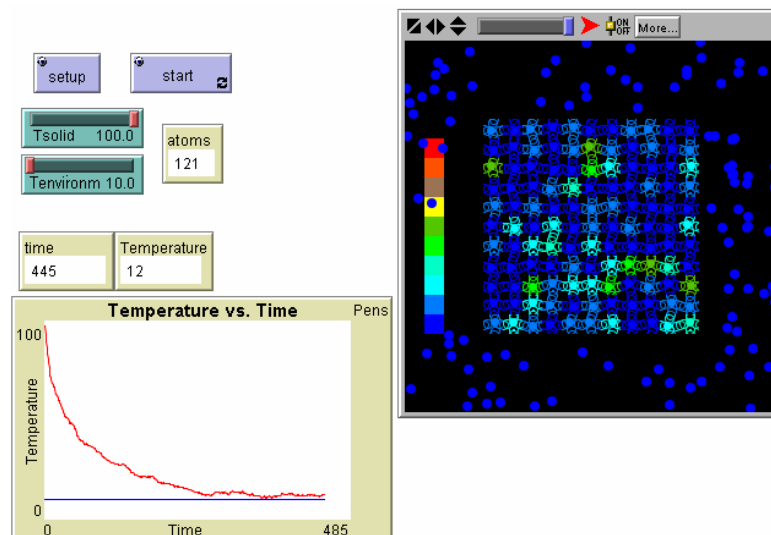 setup
start
Tsolid 100.0
Tenvironm 10.0
atoms
121
time
445
Temperature
12
Temperature vs. Time
Pens
100
Temperature
0
0
Time
485
ON
OFF
More...